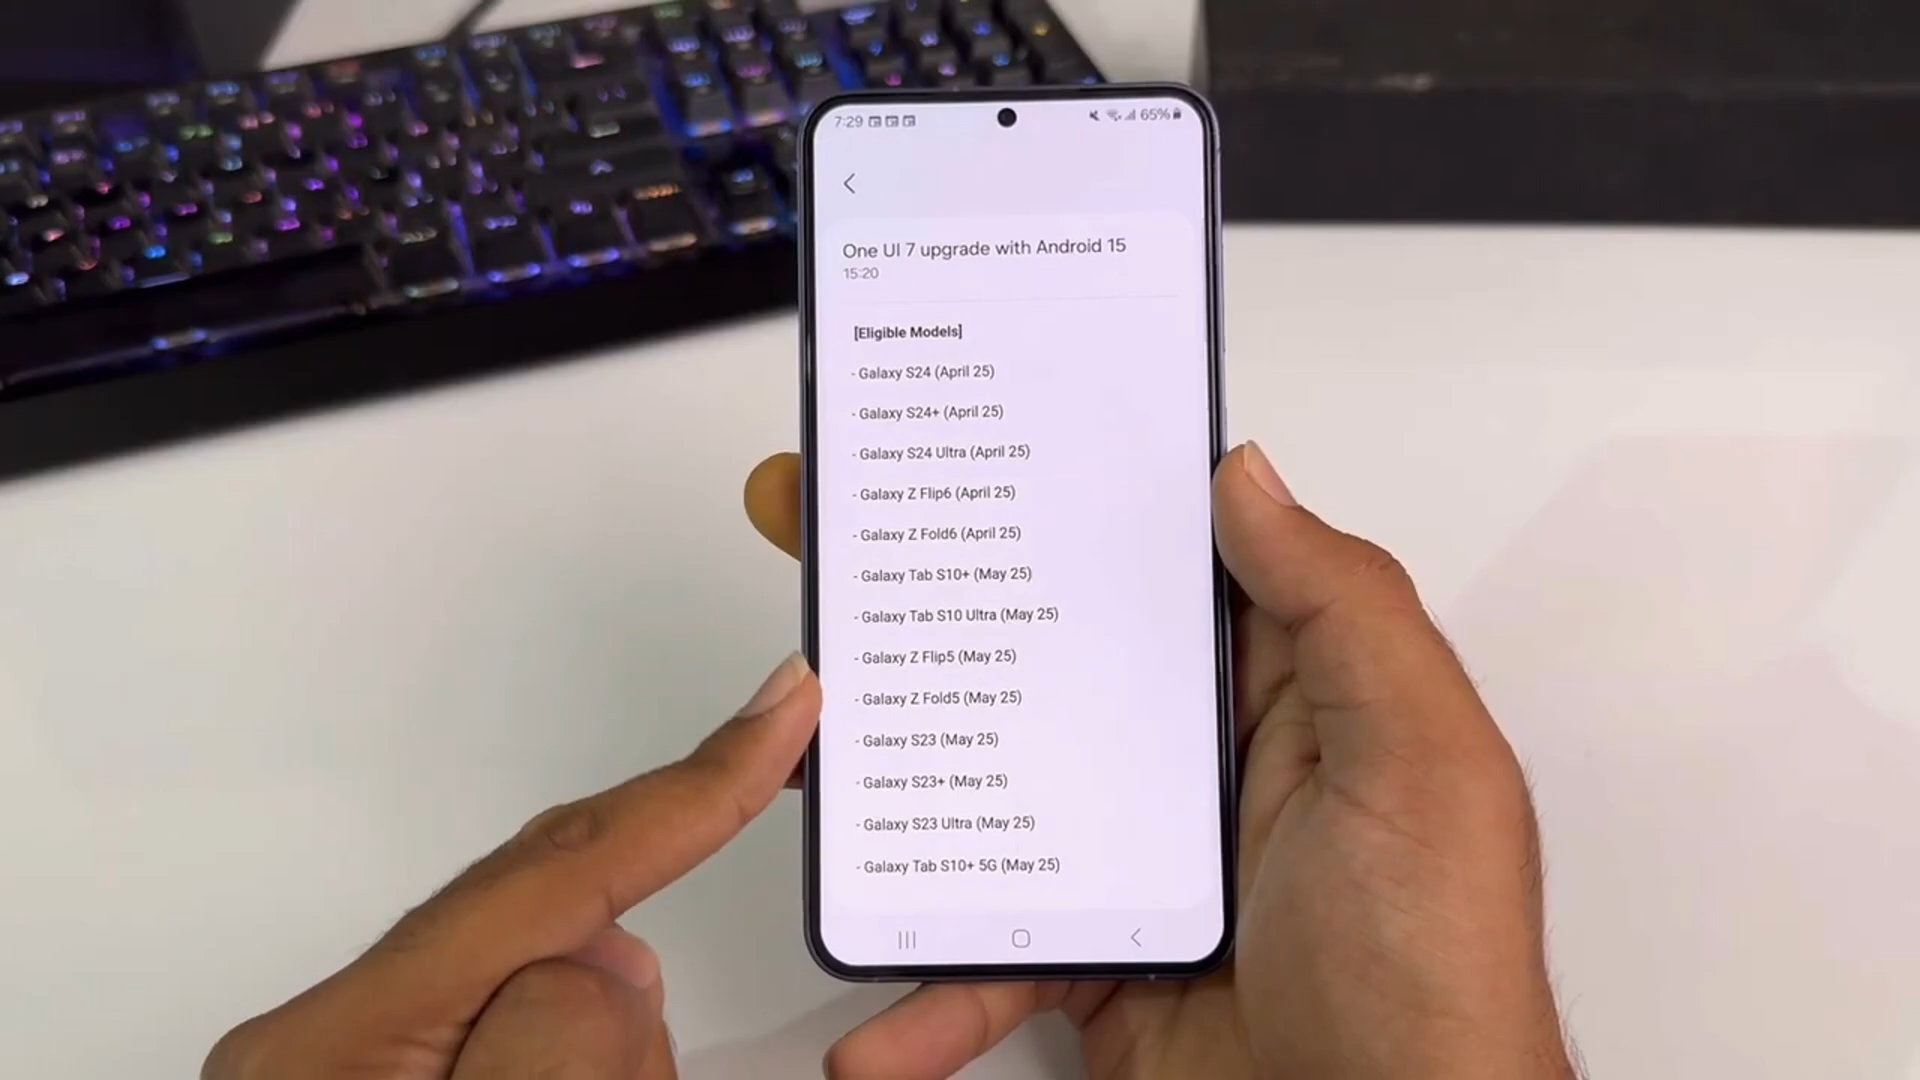 7:29
65%
One UI 7 upgrade with Android 15
15:20
[Eligible Models]
- Galaxy S24 (April 25)
- Galaxy S24+ (April 25)
- Galaxy S24 Ultra (April 25)
- Galaxy Z Flip6 (April 25)
- Galaxy Z Fold6 (April 25)
- Galaxy Tab S10+ (May 25)
- Galaxy Tab S10 Ultra (May 25)
- Galaxy Z Flip5 (May 25)
- Galaxy Z Fold5 (May 25)
- Galaxy S23 (May 25)
- Galaxy S23+ (May 25)
- Galaxy S23 Ultra (May 25)
- Galaxy Tab S10+ 5G (May 25)